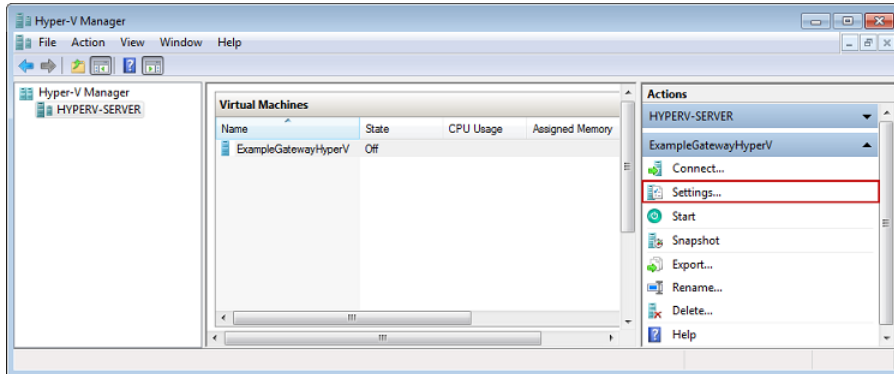 Hyper-V Manager
File Action View Window Help
Hyper-V Manager
HYPERV-SERVER
Virtual Machines
Name State CPU Usage Assigned Memory
ExampleGatewayHyperV Off
Actions
HYPERV-SERVER
ExampleGatewayHyperV
Connect...
Settings...
Start
Snapshot
Export...
Rename...
Delete...
Help